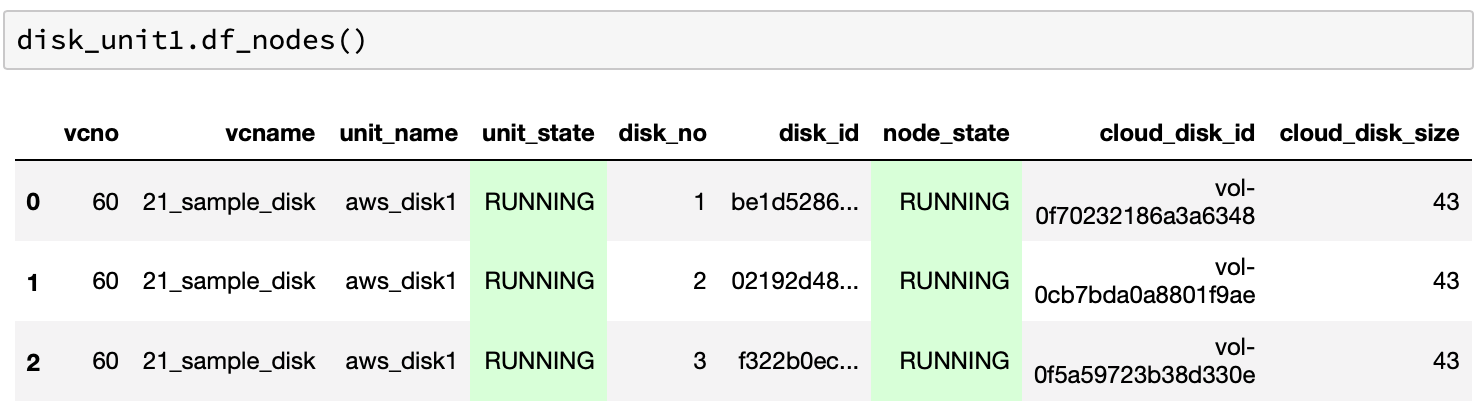 disk_unit1.df_nodes()
vcno vcname unit_name unit_state disk_no disk_id node_state cloud_disk_id cloud_disk_size
0 60 21_sample_disk aws_disk1 RUNNING 1 be1d5286... RUNNING vol-
0f70232186a3a6348 43
1 60 21_sample_disk aws_disk1 RUNNING 2 02192d48... RUNNING vol-
0cb7bda0a8801f9ae 43
2 60 21_sample_disk aws_disk1 RUNNING 3 f322b0ec... RUNNING vol-
0f5a59723b38d330e 43